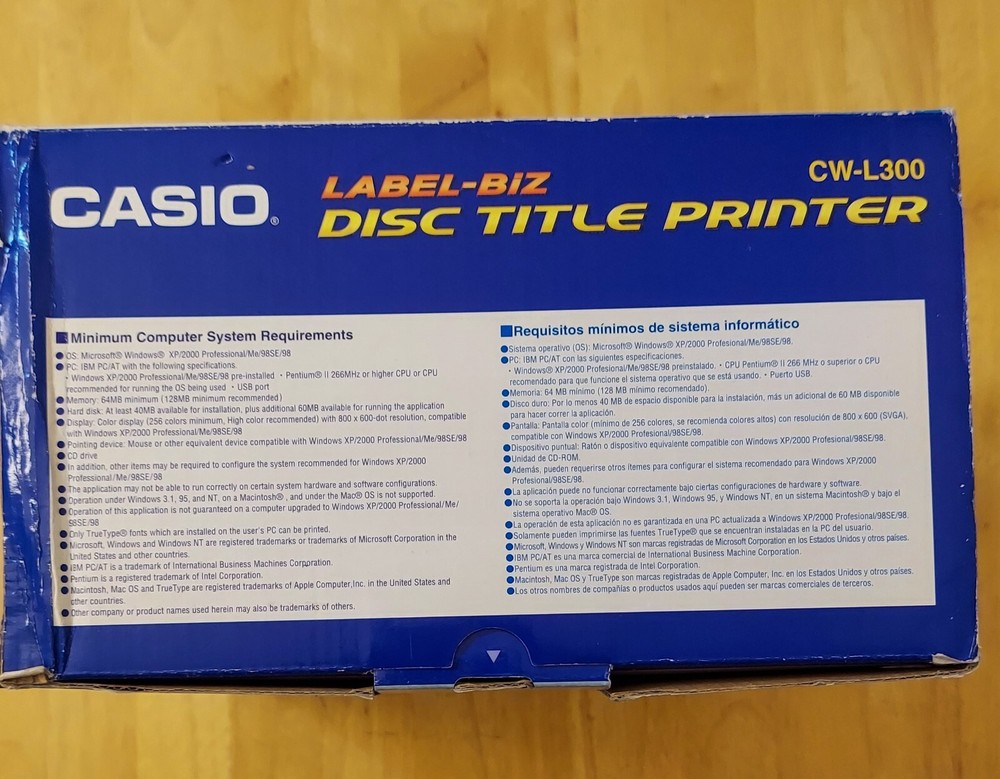 CASIO®
LABEL-BIZ
CW-L300
DISC TITLE PRINTER
■Minimum Computer System Requirements
●OS: Microsoft® Windows® XP/2000 Professional/Me/98SE/98
●PC: IBM PC/AT with the following specifications.
・Windows XP/2000 Professional/Me/98SE/98 pre-installed ・Pentium® II 266MHz or higher CPU or CPU
recommended for running the OS being used ・USB port
●Memory: 64MB minimum (128MB minimum recommended)
●Hard disk: At least 40MB available for installation, plus additional 60MB available for running the application
●Display: Color display (256 colors minimum, High color recommended) with 800 x 600-dot resolution, compatible
with Windows XP/2000 Professional/Me/98SE/98
●Pointing device: Mouse or other equivalent device compatible with Windows XP/2000 Professional/Me/98SE/98
●CD drive
●In addition, other items may be required to configure the system recommended for Windows XP/2000
Professional/Me/98SE/98
●The application may not be able to run correctly on certain system hardware and software configurations.
●Operation under Windows 3.1, 95, and NT, on a Macintosh®, and under the Mac® OS is not supported.
●Operation of this application is not guaranteed on a computer upgraded to Windows XP/2000 Professional/Me/
98SE/98
●Only TrueType® fonts which are installed on the user's PC can be printed.
●Microsoft, Windows and Windows NT are registered trademarks or trademarks of Microsoft Corporation in the
United States and other countries.
●IBM PC/AT is a trademark of International Business Machines Corporation.
●Pentium is a registered trademark of Intel Corporation.
●Macintosh, Mac OS and TrueType are registered trademarks of Apple Computer,Inc. in the United States and
other countries.
●Other company or product names used herein may also be trademarks of others.
■Requisitos mínimos de sistema informático
●Sistema operativo (OS): Microsoft® Windows® XP/2000 Profesional/Me/98SE/98.
●PC: IBM PC/AT con las siguientes especificaciones.
・Windows® XP/2000 Profesional/Me/98SE/98 preinstalado. ・CPU Pentium® II 266 MHz o superior o CPU
recomendado para que funcione el sistema operativo que se está usando. ・Puerto USB.
●Memoria: 64 MB mínimo (128 MB mínimo recomendado).
●Disco duro: Por lo menos 40 MB de espacio disponible para la instalación, más un adicional de 60 MB disponible
para hacer correr la aplicación.
●Pantalla: Pantalla color (mínimo de 256 colores, se recomienda colores altos) con resolución de 800 x 600 (SVGA),
compatible con Windows XP/2000 Profesional/98SE/98.
●Dispositivo puntual: Ratón o dispositivo equivalente compatible con Windows XP/2000 Profesional/98SE/98.
●Unidad de CD-ROM.
●Además, pueden requerirse otros ítemes para configurar el sistema recomendado para Windows XP/2000
Profesional/98SE/98.
●La aplicación puede no funcionar correctamente bajo ciertas configuraciones de hardware y software.
●No se soporta la operación bajo Windows 3.1, Windows 95, y Windows NT, en un sistema Macintosh® y bajo el
sistema operativo Mac® OS.
●La operación de esta aplicación no es garantizada en una PC actualizada a Windows XP/2000 Profesional/98SE/98.
●Solamente pueden imprimirse las fuentes TrueType® que se encuentran instaladas en la PC del usuario.
●Microsoft, Windows y Windows NT son marcas registradas de Microsoft Corporation en los Estados Unidos y otros países.
●IBM PC/AT es una marca comercial de International Business Machine Corporation.
●Pentium es una marca registrada de Intel Corporation.
●Macintosh, Mac OS y TrueType son marcas registradas de Apple Computer, Inc. en los Estados Unidos y otros países.
●Los otros nombres de compañías o productos usados aquí pueden ser marcas comerciales de terceros.